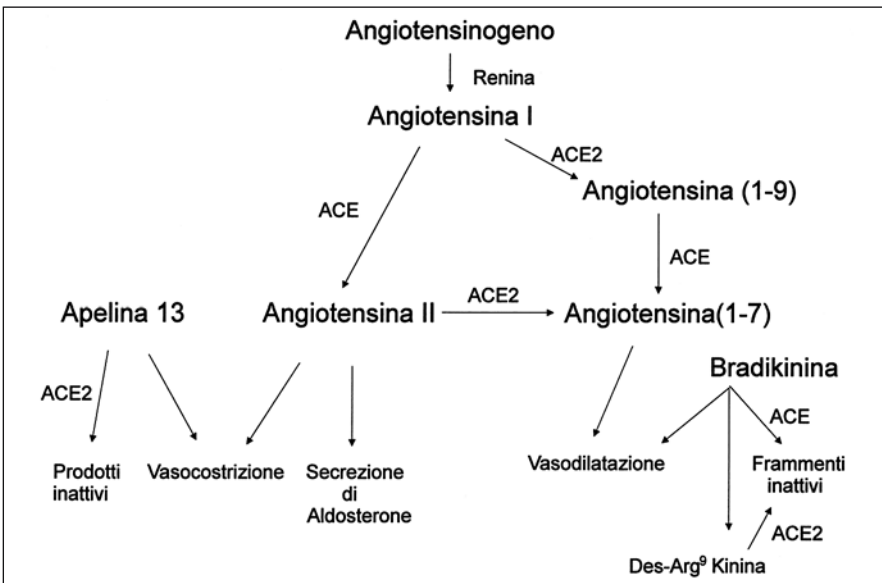 Angiotensinogeno
Renina
Angiotensina I
ACE2
Angiotensina (1-9)
ACE
ACE
Apelina 13
Angiotensina II
ACE2
Angiotensina(1-7)
Bradikinina
ACE2
ACE
Prodotti
inattivi
Vasocostrizione
Secrezione
di
Aldosterone
Vasodilatazione
Frammenti
inattivi
ACE2
Des-Arg⁹ Kinina